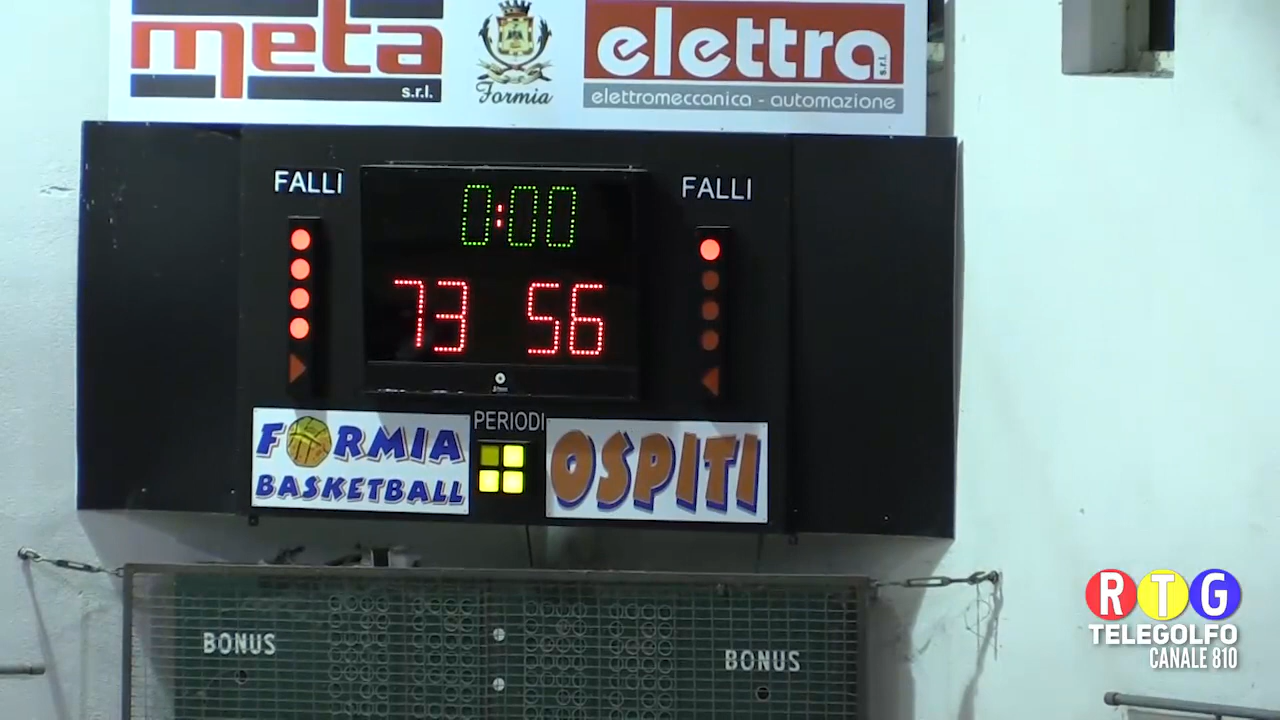 meta
s.r.l.
Formia
elettra
s.r.l.
elettromeccanica - automazione
FALLI
FALLI
0:00
73 56
PERIODI
FORMIA
BASKETBALL
OSPITI
BONUS
BONUS
RTG
TELEGOLFO
CANALE 810